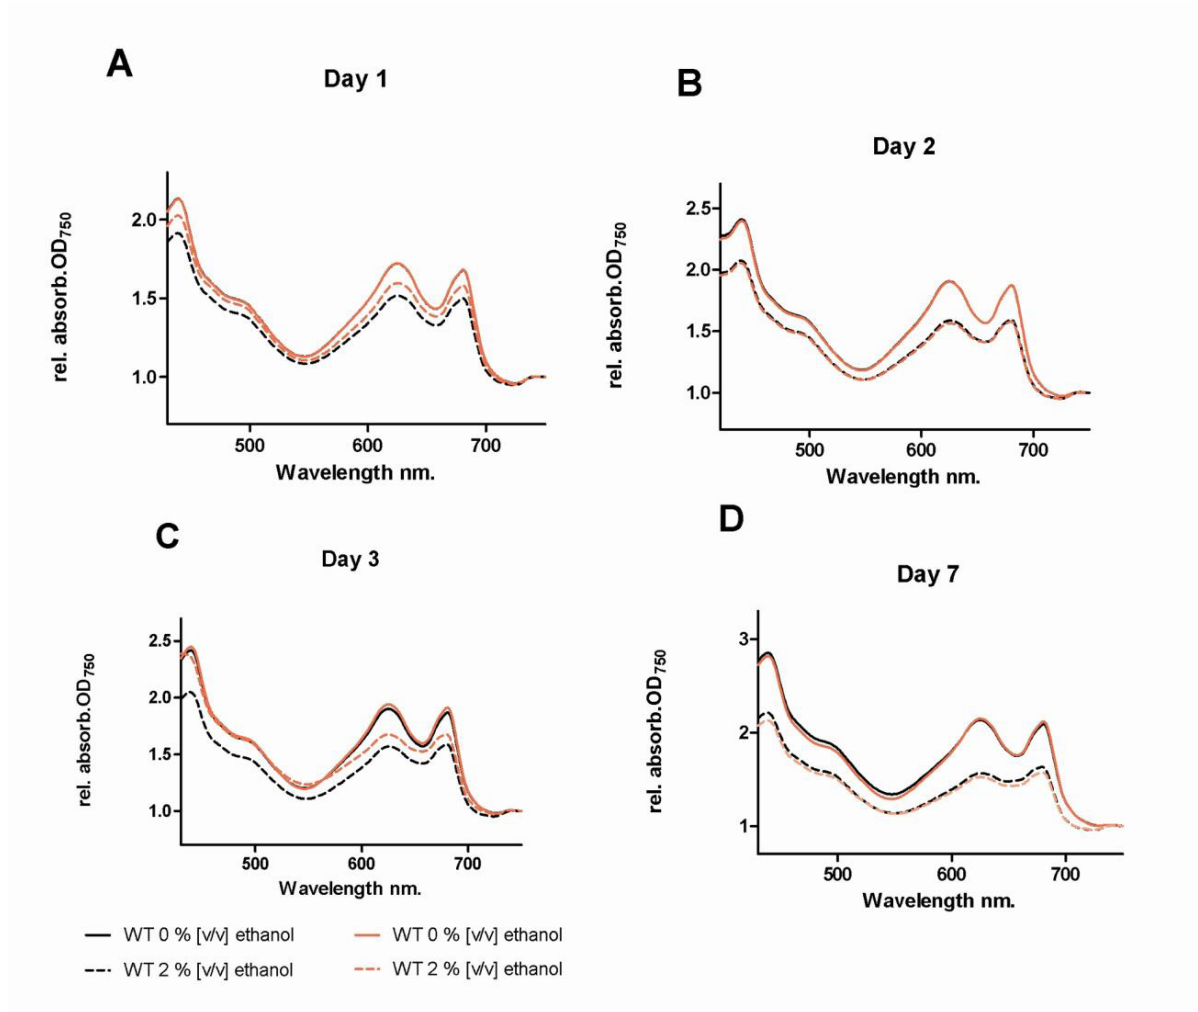 A
Day 1
rel. absorb.OD750
2.0
1.5
1.0
500 600 700
Wavelength nm.
B
Day 2
rel. absorb.OD750
2.5
2.0
1.5
1.0
500 600 700
Wavelength nm.
C
Day 3
rel. absorb.OD750
2.5
2.0
1.5
1.0
500 600 700
Wavelength nm.
D
Day 7
rel. absorb.OD750
3
2
1
500 600 700
Wavelength nm.
WT 0 % [v/v] ethanol WT 0 % [v/v] ethanol
WT 2 % [v/v] ethanol WT 2 % [v/v] ethanol